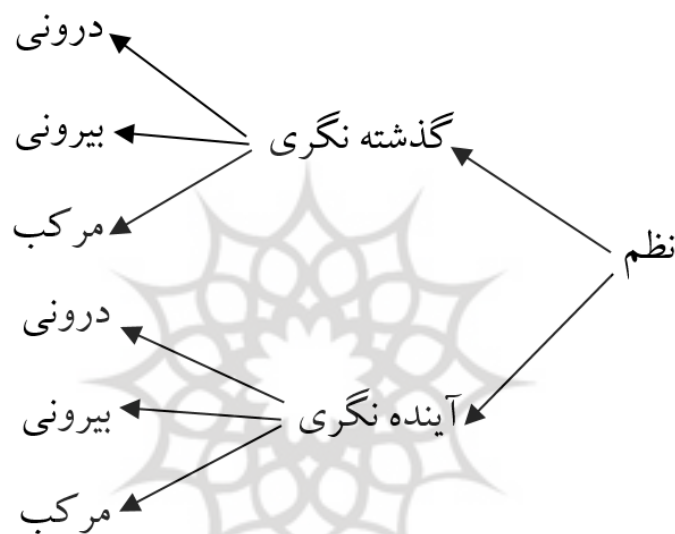 نظم
گذشته نگری
درونی
بیرونی
مرکب
آینده نگری
درونی
بیرونی
مرکب